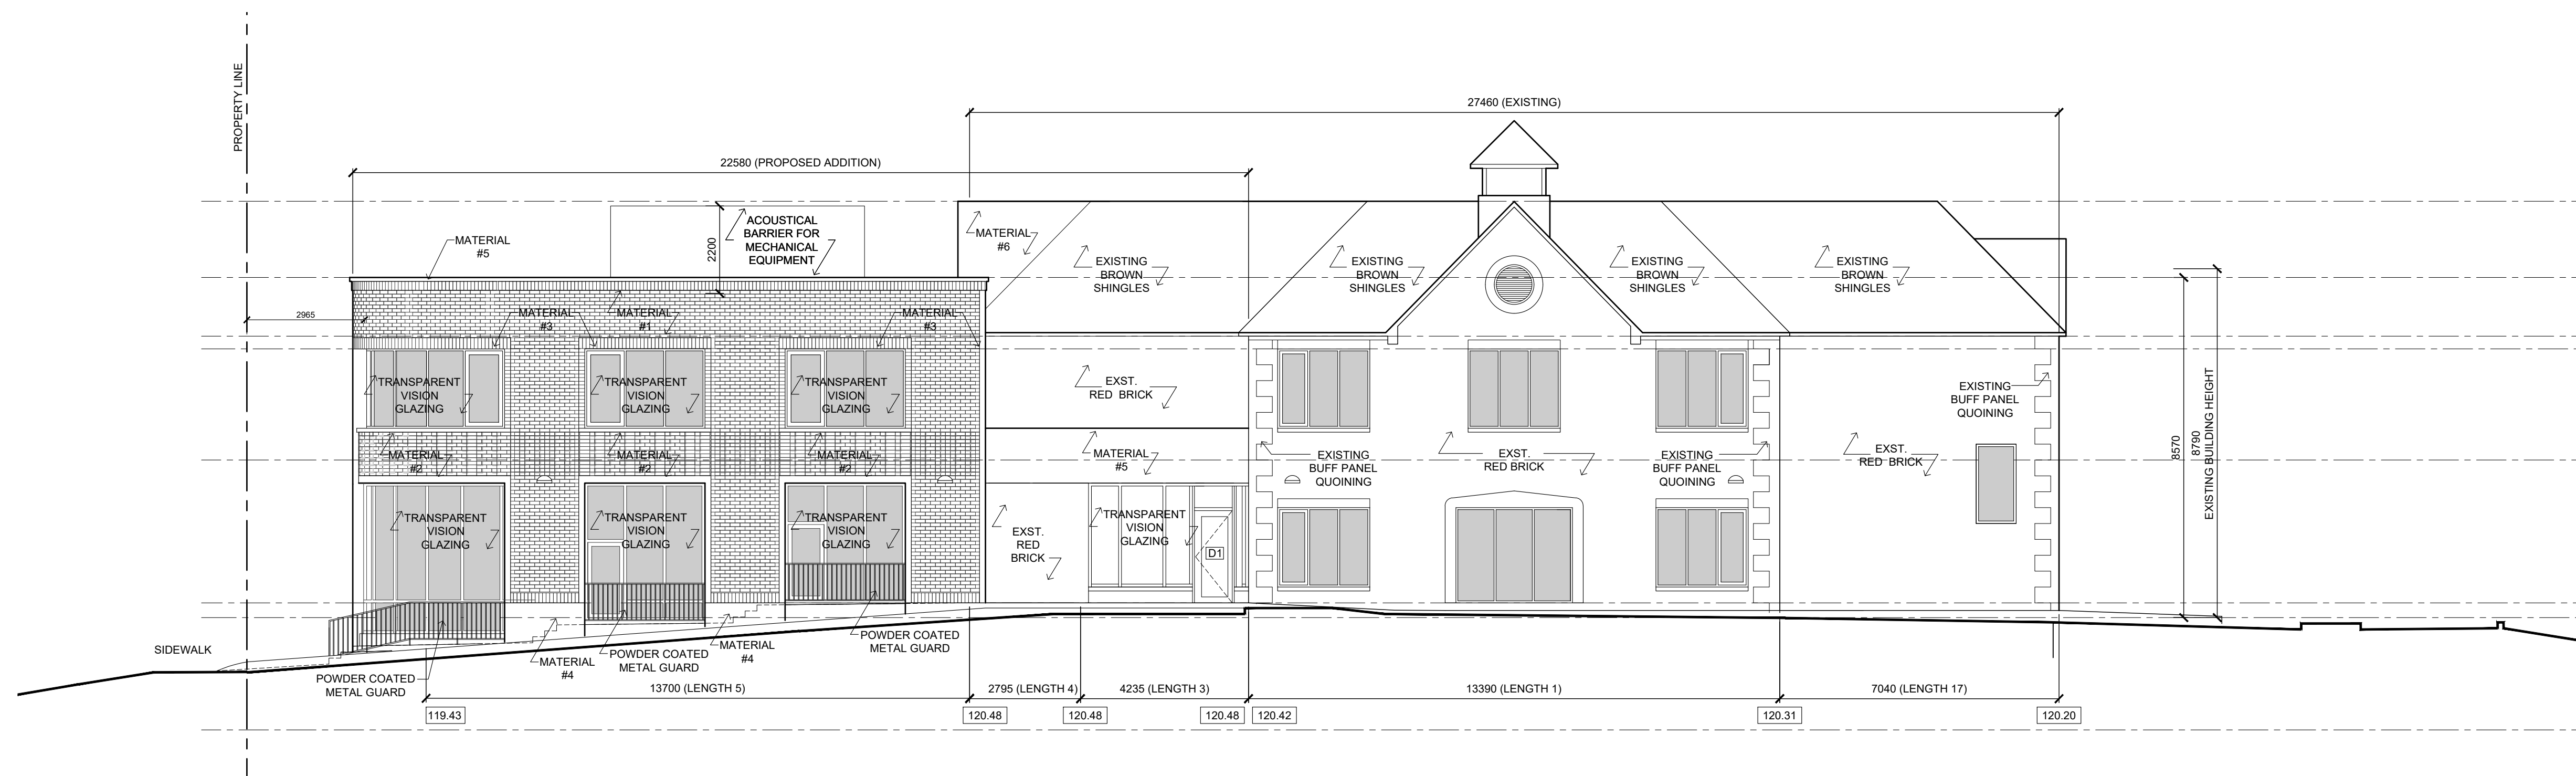 PROPERTY LINE
27460 (EXISTING)
22580 (PROPOSED ADDITION)
2200
ACOUSTICAL
BARRIER FOR
MECHANICAL
EQUIPMENT
MATERIAL
#5
MATERIAL
#6
EXISTING
BROWN
SHINGLES
EXISTING
BROWN
SHINGLES
EXISTING
BROWN
SHINGLES
EXISTING
BROWN
SHINGLES
2965
MATERIAL
#3
MATERIAL
#1
MATERIAL
#3
TRANSPARENT
VISION
GLAZING
TRANSPARENT
VISION
GLAZING
TRANSPARENT
VISION
GLAZING
EXST.
RED BRICK
EXISTING
BUFF PANEL
QUOINING
8570
8790
EXISTING BUILDING HEIGHT
MATERIAL
#2
MATERIAL
#2
MATERIAL
#2
MATERIAL
#5
EXISTING
BUFF PANEL
QUOINING
EXST.
RED BRICK
EXISTING
BUFF PANEL
QUOINING
EXST.
RED BRICK
TRANSPARENT
VISION
GLAZING
TRANSPARENT
VISION
GLAZING
TRANSPARENT
VISION
GLAZING
EXST.
RED
BRICK
TRANSPARENT
VISION
GLAZING
D1
SIDEWALK
POWDER COATED
METAL GUARD
MATERIAL
#4
POWDER COATED
METAL GUARD
MATERIAL
#4
POWDER COATED
METAL GUARD
13700 (LENGTH 5)
2795 (LENGTH 4)
4235 (LENGTH 3)
13390 (LENGTH 1)
7040 (LENGTH 17)
119.43
120.48
120.48
120.48
120.42
120.31
120.20